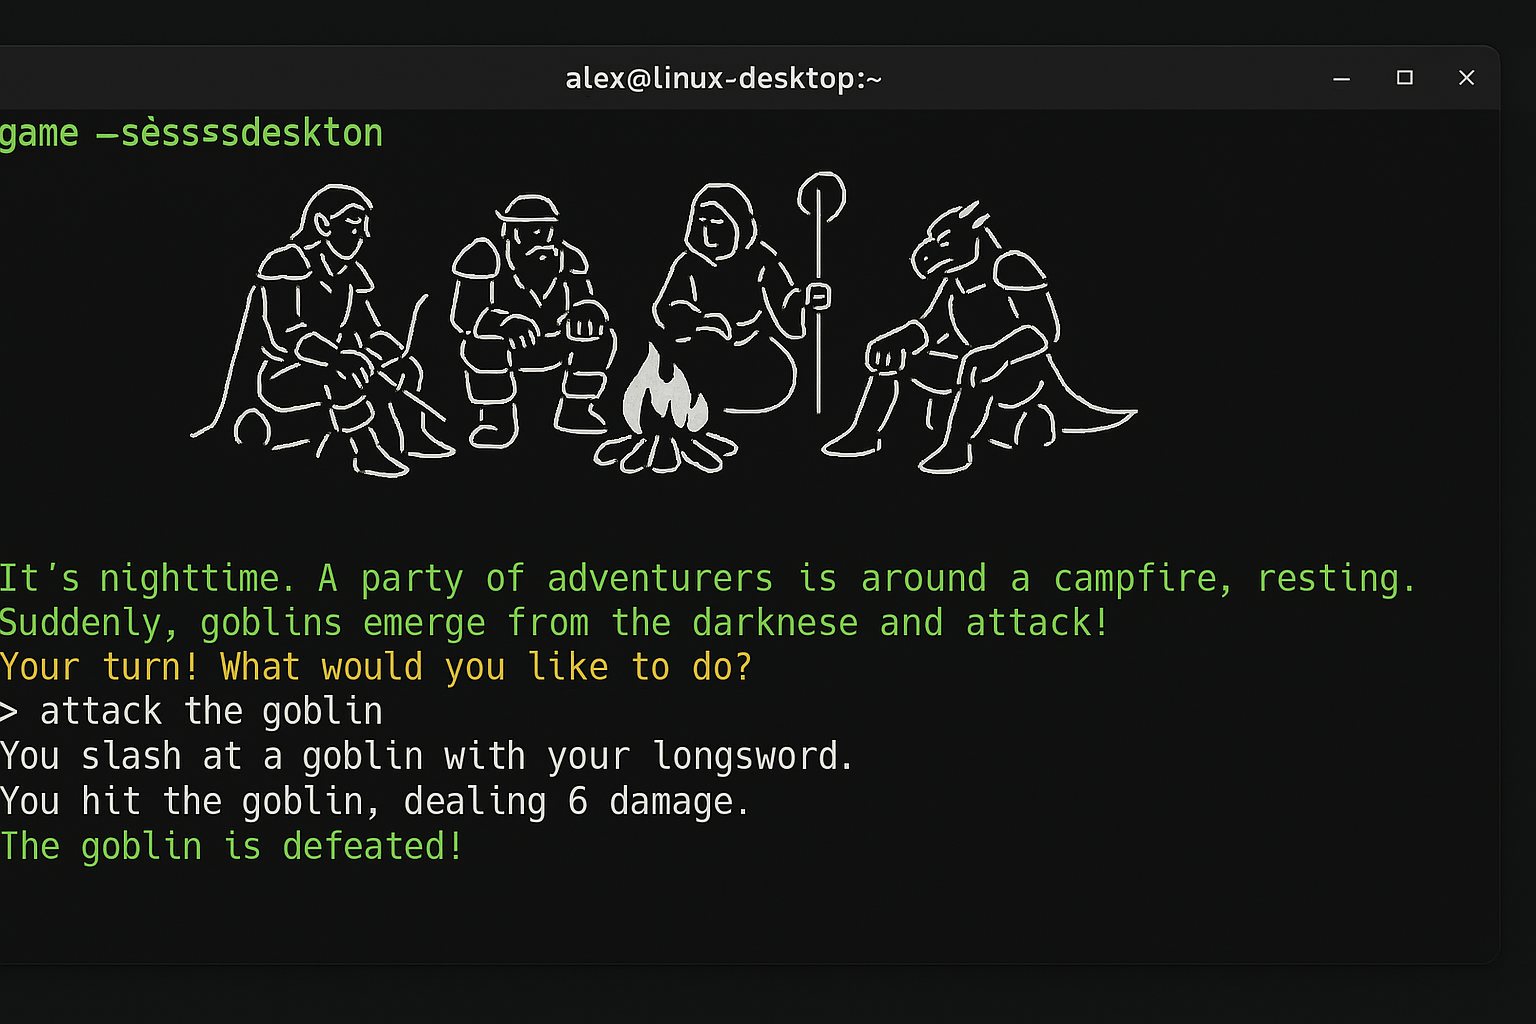 alex@linux-desktop:~
game —sèssssdeskton
It's nighttime. A party of adventurers is around a campfire, resting.
Suddenly, goblins emerge from the darknese and attack!
Your turn! What would you like to do?
> attack the goblin
You slash at a goblin with your longsword.
You hit the goblin, dealing 6 damage.
The goblin is defeated!